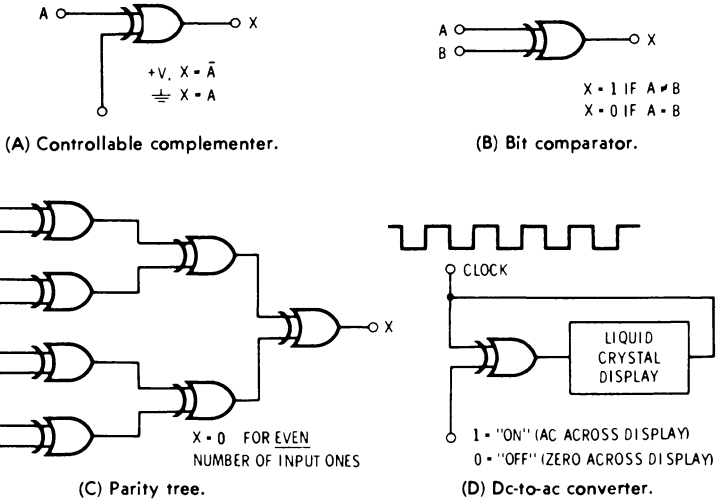 A X
+V, X = Ā
⏚ X = A
(A) Controllable complementer.
A
B
X
X = 1 IF A ≠ B
X = 0 IF A = B
(B) Bit comparator.
X
X = 0 FOR EVEN
NUMBER OF INPUT ONES
(C) Parity tree.
CLOCK
LIQUID
CRYSTAL
DISPLAY
1 = "ON" (AC ACROSS DISPLAY)
0 = "OFF" (ZERO ACROSS DISPLAY)
(D) Dc-to-ac converter.